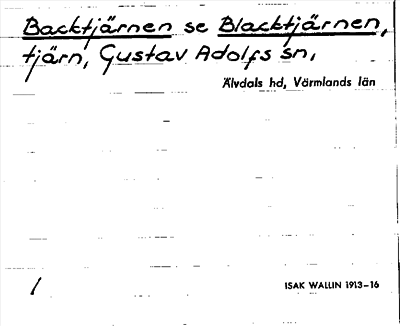 Backtjärnen se Blacktjärnen,
tjärn, Gustav Adolfs sn,
Älvdals hd, Värmlands län
1
ISAK WALLIN 1913–16